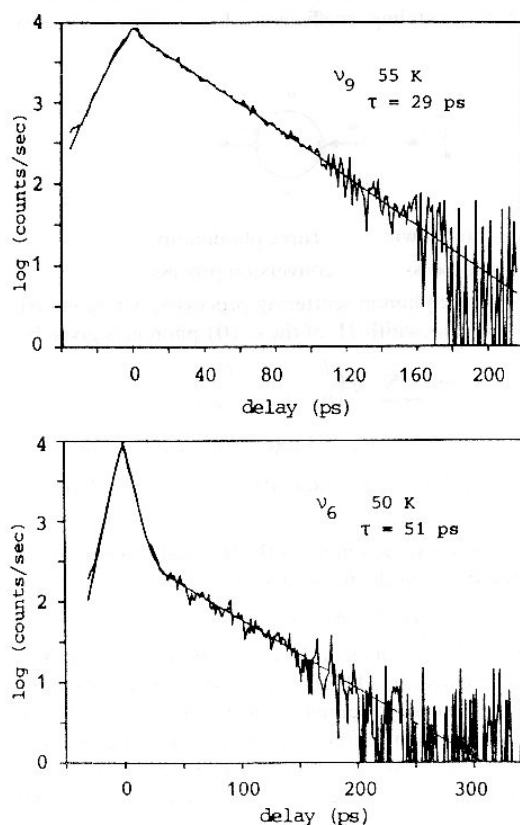 4
3
2
1
0
log (counts/sec)
ν₉ 55 K
τ = 29 ps
0 40 80 120 160 200
delay (ps)
4
3
2
1
0
log (counts/sec)
ν₆ 50 K
τ = 51 ps
0 100 200 300
delay (ps)